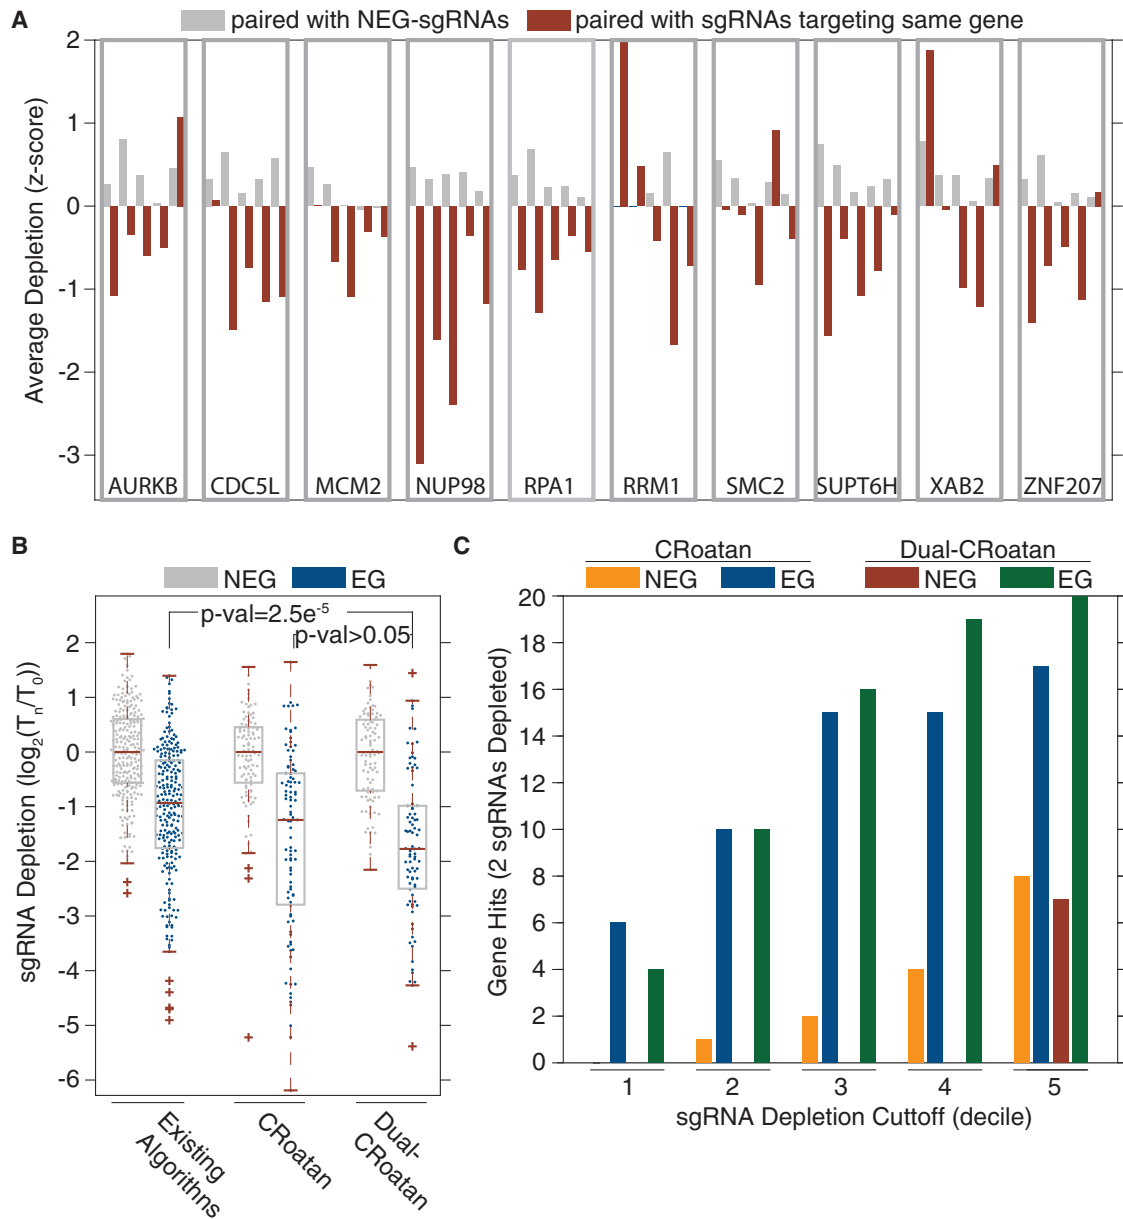 A
paired with NEG-sgRNAs
paired with sgRNAs targeting same gene
Average Depletion (z-score)
2
1
0
-1
-2
-3
AURKB
CDC5L
MCM2
NUP98
RPA1
RRM1
SMC2
SUPT6H
XAB2
ZNF207
B
NEG
EG
p-val=2.5e-5
p-val>0.05
sgRNA Depletion (log2(Tn/T0))
2
1
0
-1
-2
-3
-4
-5
-6
Existing
Algorithns
CRoatan
Dual-
CRoatan
C
CRoatan
Dual-CRoatan
NEG
EG
NEG
EG
Gene Hits (2 sgRNAs Depleted)
20
18
16
14
12
10
8
6
4
2
0
1
2
3
4
5
sgRNA Depletion Cuttoff (decile)